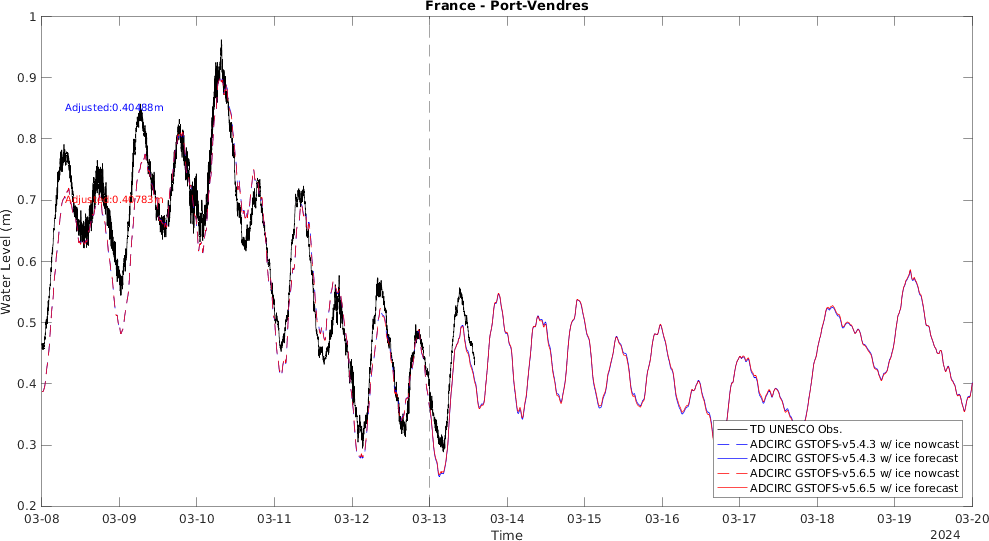 France - Port-Vendres
Water Level (m)
1
0.9
0.8
0.7
0.6
0.5
0.4
0.3
0.2
Adjusted:0.40488m
Adjusted:0.40783m
TD UNESCO Obs.
ADCIRC GSTOFS-v5.4.3 w/ ice nowcast
ADCIRC GSTOFS-v5.4.3 w/ ice forecast
ADCIRC GSTOFS-v5.6.5 w/ ice nowcast
ADCIRC GSTOFS-v5.6.5 w/ ice forecast
03-08 03-09 03-10 03-11 03-12 03-13 03-14 03-15 03-16 03-17 03-18 03-19 03-20
Time
2024